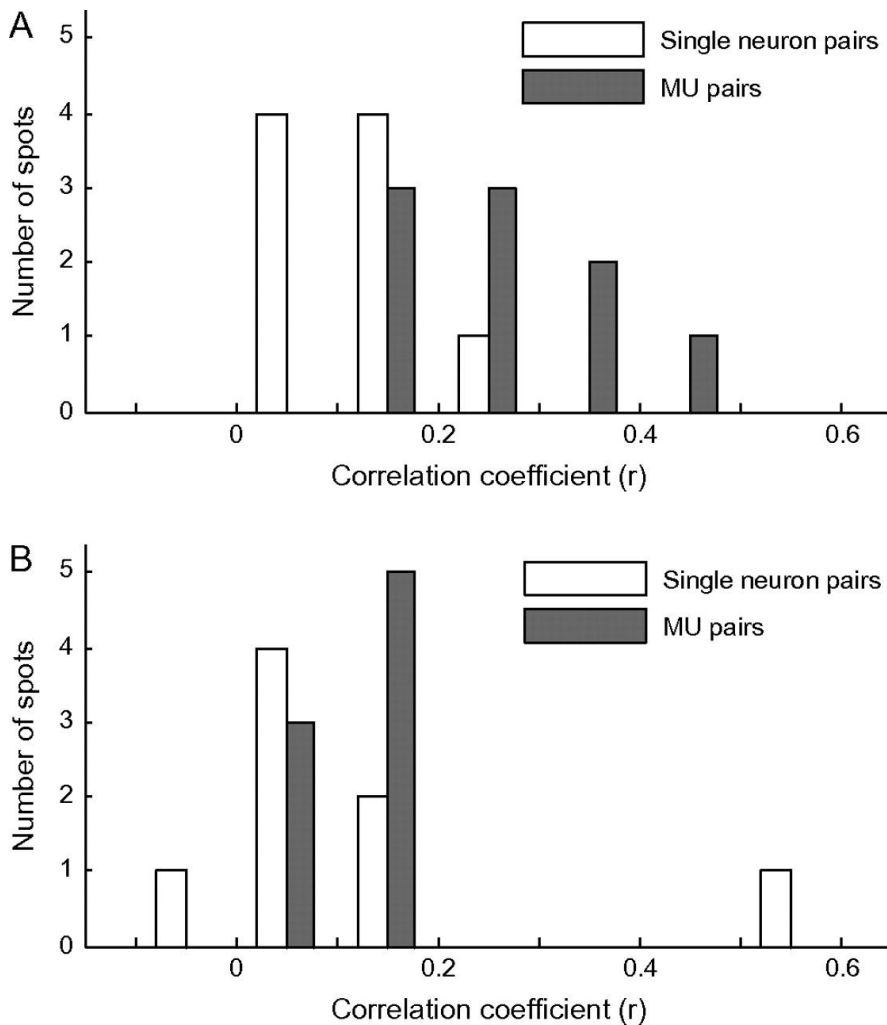 A
Single neuron pairs
MU pairs
Number of spots
5
4
3
2
1
0
0 0.2 0.4 0.6
Correlation coefficient (r)
B
Single neuron pairs
MU pairs
Number of spots
5
4
3
2
1
0
0 0.2 0.4 0.6
Correlation coefficient (r)